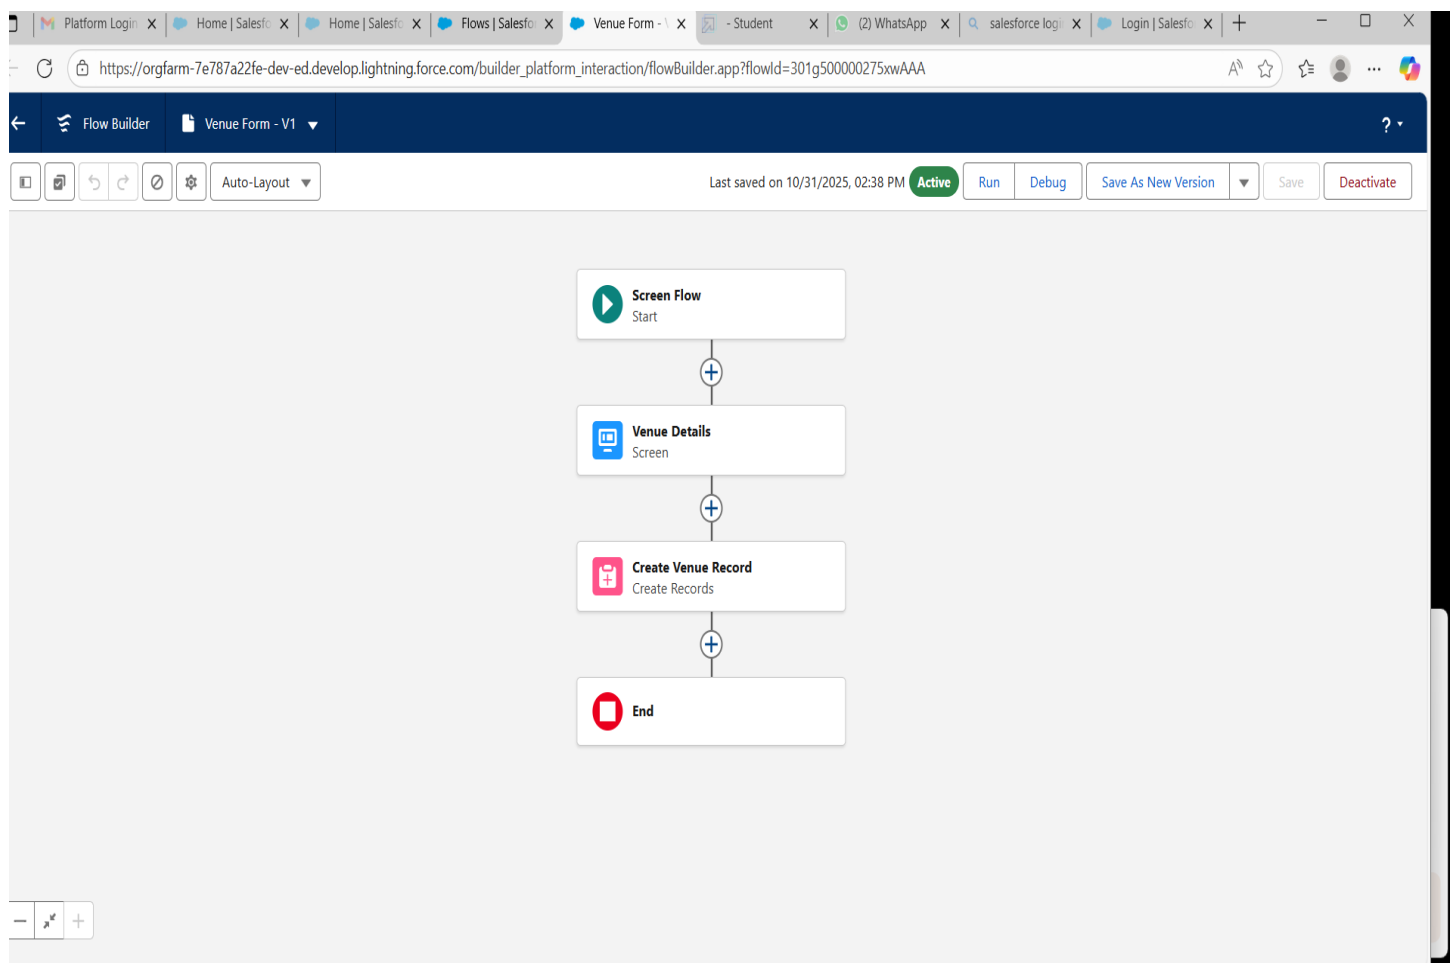 Platform Login
Home | Salesfo
Home | Salesfo
Flows | Salesfor
Venue Form - \
- Student
(2) WhatsApp
salesforce logi
Login | Salesfo
https://orgfarm-7e787a22fe-dev-ed.develop.lightning.force.com/builder_platform_interaction/flowBuilder.app?flowId=301g500000275xwAAA
Flow Builder
Venue Form - V1
?
Auto-Layout
Last saved on 10/31/2025, 02:38 PM
Active
Run
Debug
Save As New Version
Save
Deactivate
Screen Flow
Start
Venue Details
Screen
Create Venue Record
Create Records
End